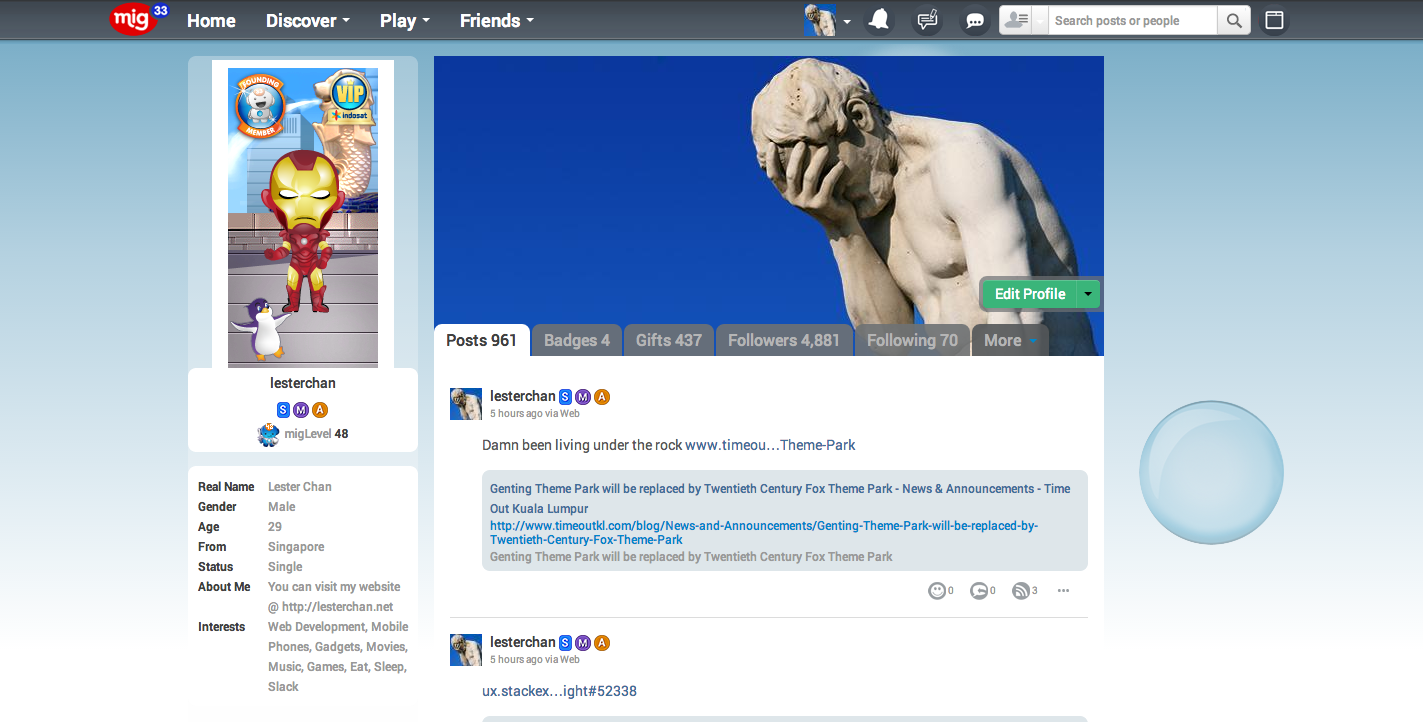 mig 33
Home
Discover
Play
Friends
Search posts or people
FOUNDING
MEMBER
VIP
indosat
lesterchan
S M A
migLevel 48
Real Name Lester Chan
Gender Male
Age 29
From Singapore
Status Single
About Me You can visit my website
@ http://lesterchan.net
Interests Web Development, Mobile
Phones, Gadgets, Movies,
Music, Games, Eat, Sleep,
Slack
Edit Profile
Posts 961
Badges 4
Gifts 437
Followers 4,881
Following 70
More
lesterchan S M A
5 hours ago via Web
Damn been living under the rock www.timeou…Theme-Park
Genting Theme Park will be replaced by Twentieth Century Fox Theme Park - News & Announcements - Time
Out Kuala Lumpur
http://www.timeoutkl.com/blog/News-and-Announcements/Genting-Theme-Park-will-be-replaced-by-
Twentieth-Century-Fox-Theme-Park
Genting Theme Park will be replaced by Twentieth Century Fox Theme Park
0
0
3
lesterchan S M A
5 hours ago via Web
ux.stackex…ight#52338